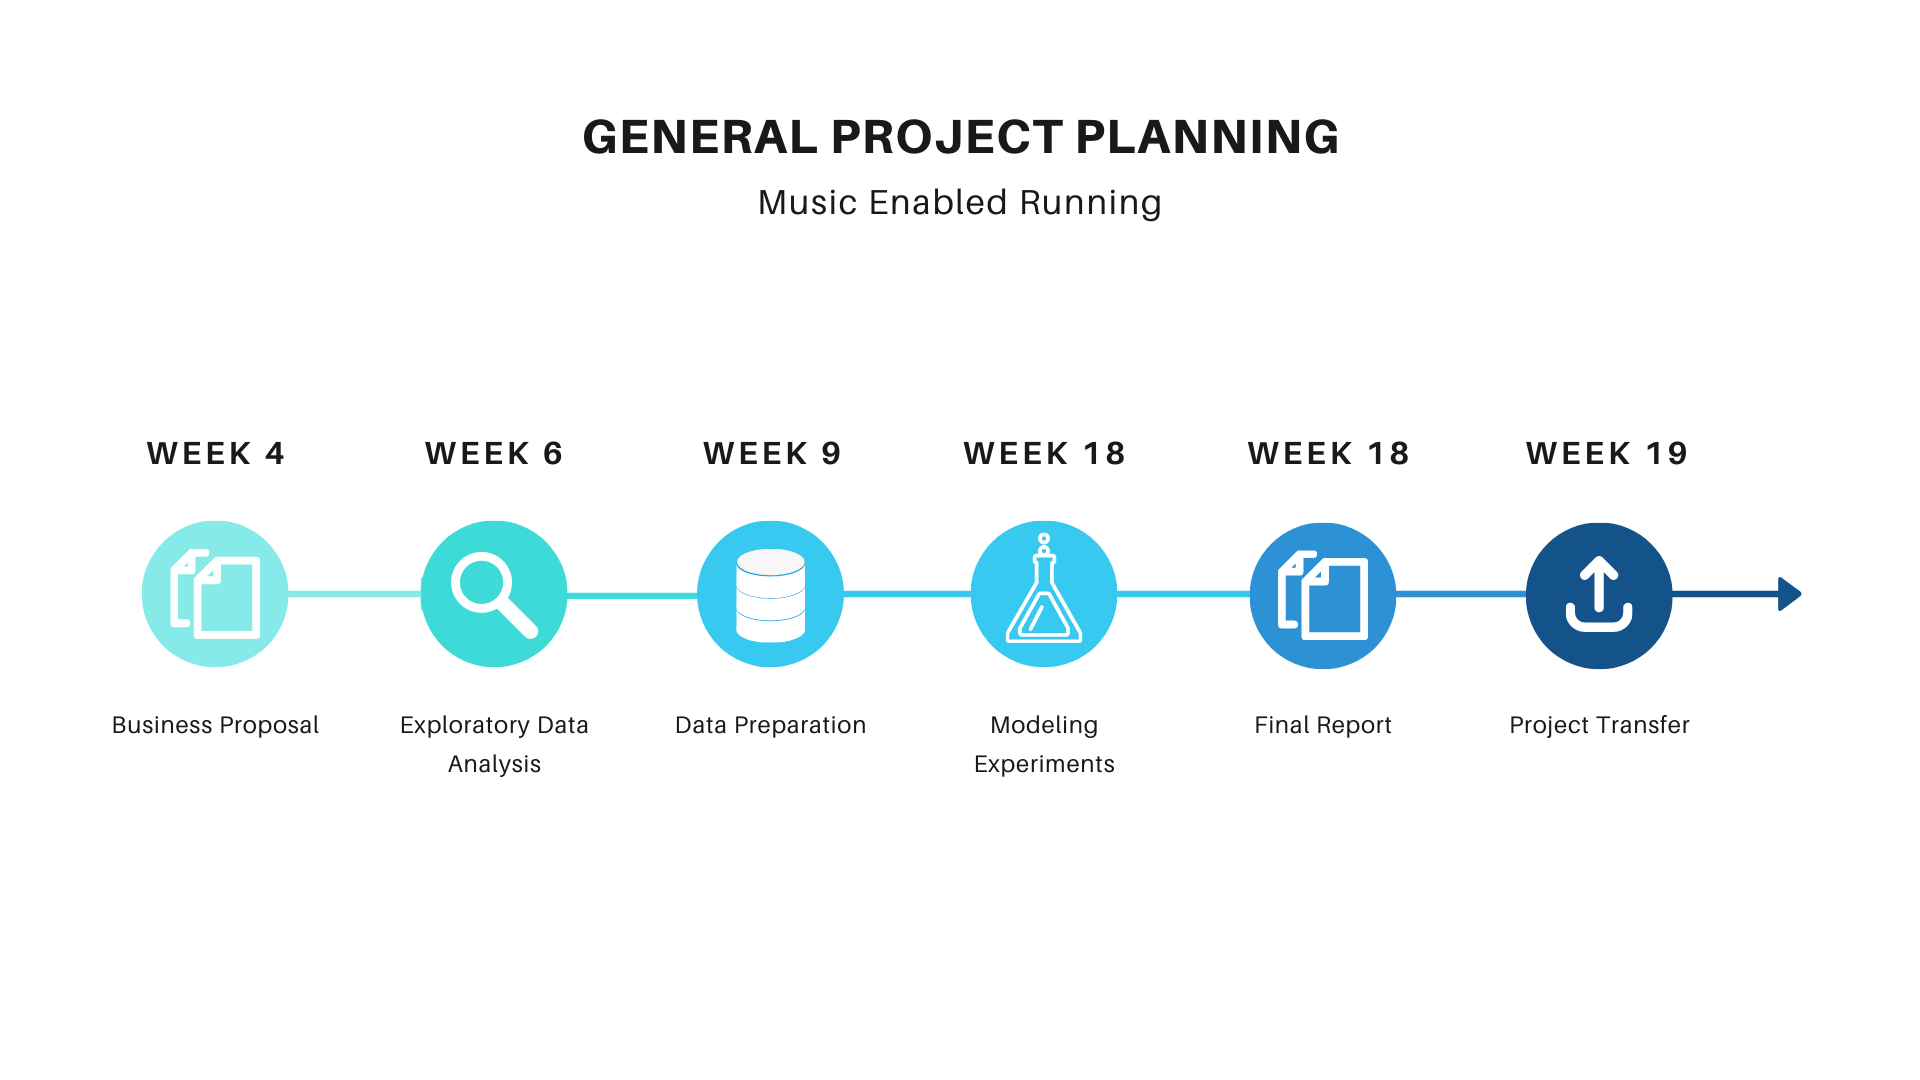 GENERAL PROJECT PLANNING
Music Enabled Running
WEEK 4
WEEK 6
WEEK 9
WEEK 18
WEEK 18
WEEK 19
Business Proposal
Exploratory Data
Analysis
Data Preparation
Modeling
Experiments
Final Report
Project Transfer